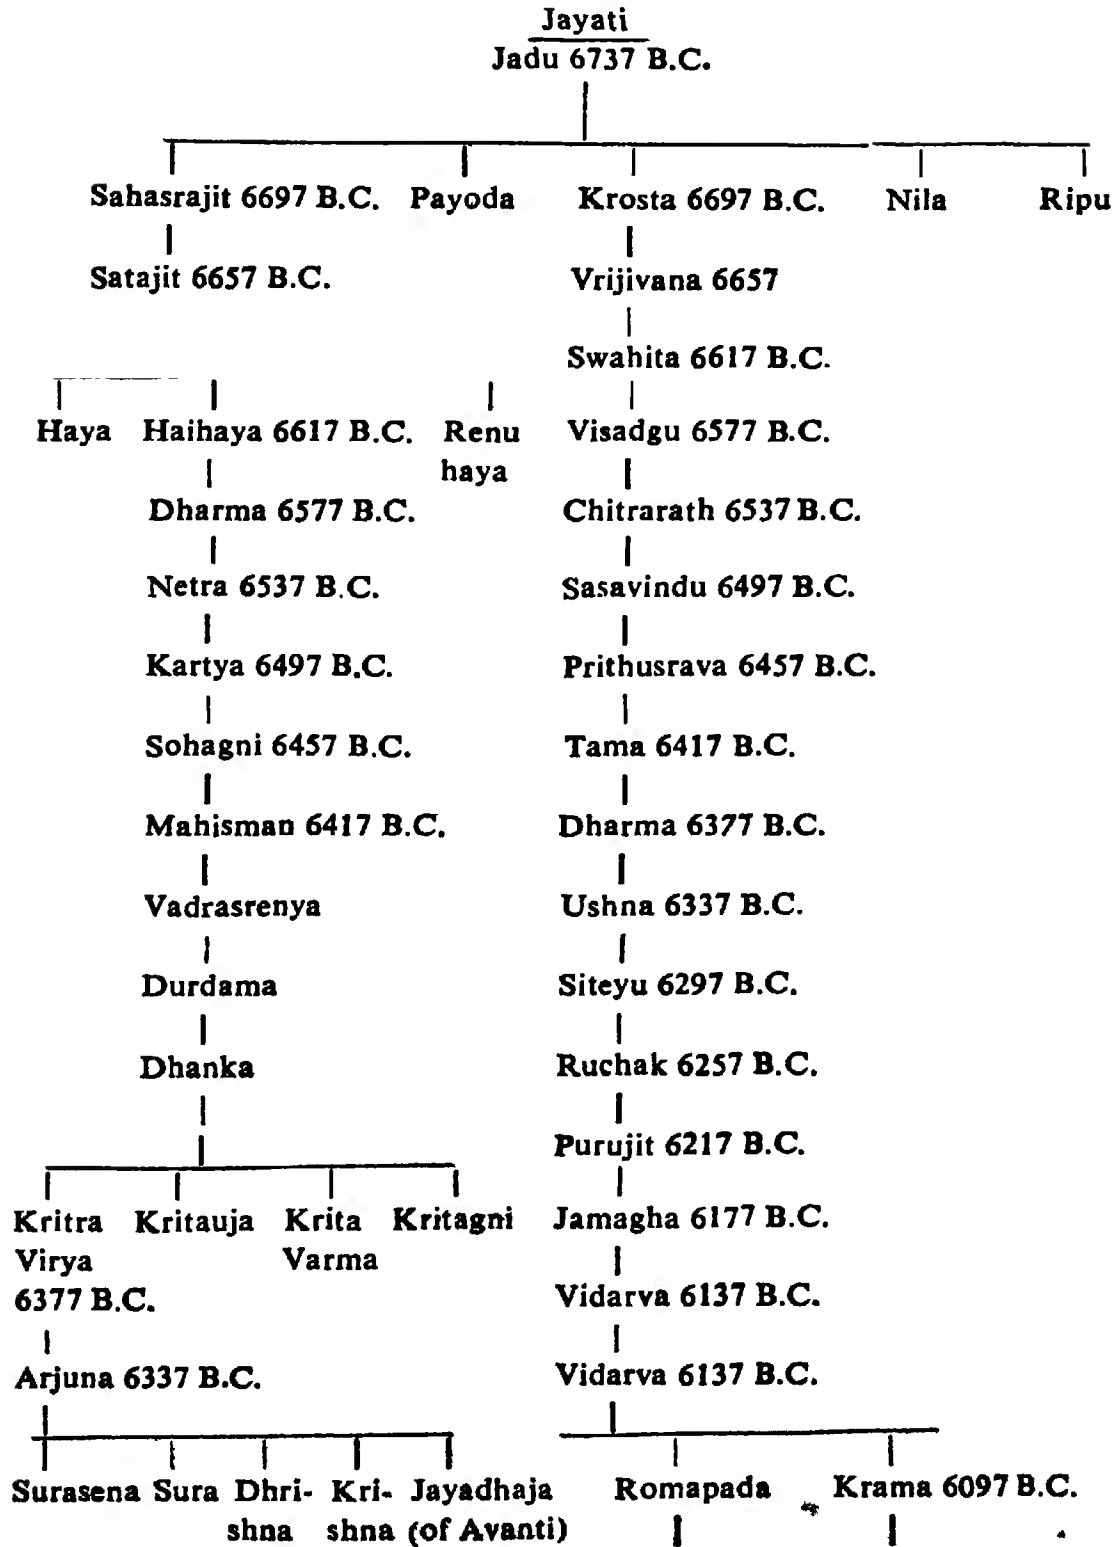 Jayati
Jadu 6737 B.C.
Sahasrajit 6697 B.C. Payoda Krosta 6697 B.C. Nila Ripu
Satajit 6657 B.C. Vrijivana 6657
Swahita 6617 B.C.
Haya Haihaya 6617 B.C. Renu Visadgu 6577 B.C.
haya
Dharma 6577 B.C. Chitrarath 6537 B.C.
Netra 6537 B.C. Sasavindu 6497 B.C.
Kartya 6497 B.C. Prithusrava 6457 B.C.
Sohagni 6457 B.C. Tama 6417 B.C.
Mahisman 6417 B.C. Dharma 6377 B.C.
Vadrasrenya Ushna 6337 B.C.
Durdama Siteyu 6297 B.C.
Dhanka Ruchak 6257 B.C.
Purujit 6217 B.C.
Kritra Kritauja Krita Kritagni Jamagha 6177 B.C.
Virya Varma
6377 B.C. Vidarva 6137 B.C.
Arjuna 6337 B.C. Vidarva 6137 B.C.
Surasena Sura Dhri- Kri- Jayadhaja Romapada Krama 6097 B.C.
shna shna (of Avanti)